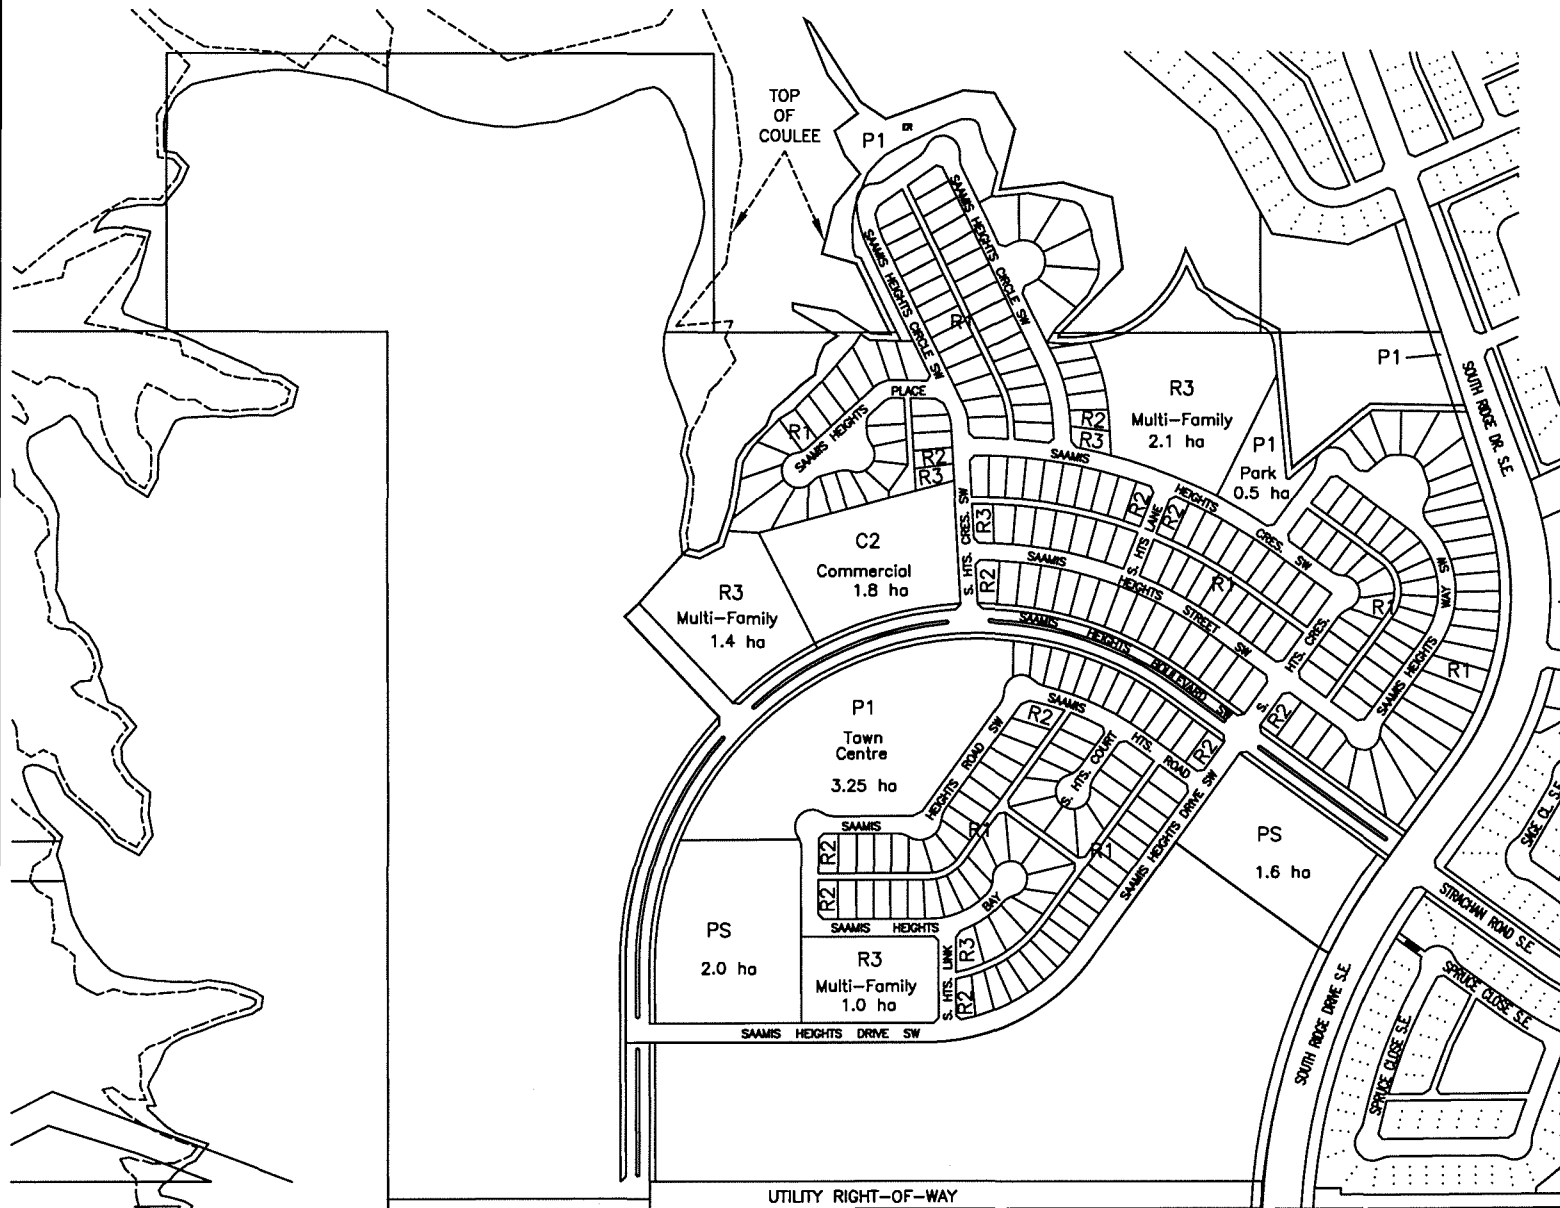 TOP
OF
COULEE
P1
ER
SAAMIS HEIGHTS CIRCLE SW
SAAMIS HEIGHTS CIRCLE SW
P1
SOUTH RIDGE DR. S.E.
PLACE
SAAMIS HEIGHTS
R1
R2
R3
R2
R3
R3
Multi-Family
2.1 ha
P1
Park
0.5 ha
SAAMIS
HEIGHTS
CRES. SW
R2
R2
S. HTS. LANE
S. HTS. CRES. SW
R3
R2
C2
Commercial
1.8 ha
R3
Multi-Family
1.4 ha
SAAMIS
HEIGHTS
STREET
SW
R1
R1
SAAMIS HEIGHTS
WAY SW
R1
S. HTS. CRES.
R2
SAAMIS
HEIGHTS
BOULEVARD
SW
P1
Town
Centre
3.25 ha
R2
SAAMIS
HTS.
ROAD
R2
S. HTS. COURT
HEIGHTS ROAD SW
SAAMIS
R1
R1
R2
R2
SAAMIS HEIGHTS
BAY
SAAMIS HEIGHTS DRIVE SW
PS
1.6 ha
PS
2.0 ha
R3
Multi-Family
1.0 ha
S. HTS. LINK
R3
R2
SAAMIS HEIGHTS DRIVE SW
SOUTH RIDGE DRIVE S.E.
SAGE CL. S.E.
STRACHAN ROAD S.E.
SPRUCE CLOSE S.E.
SPRUCE CLOSE S.E.
UTILITY RIGHT-OF-WAY